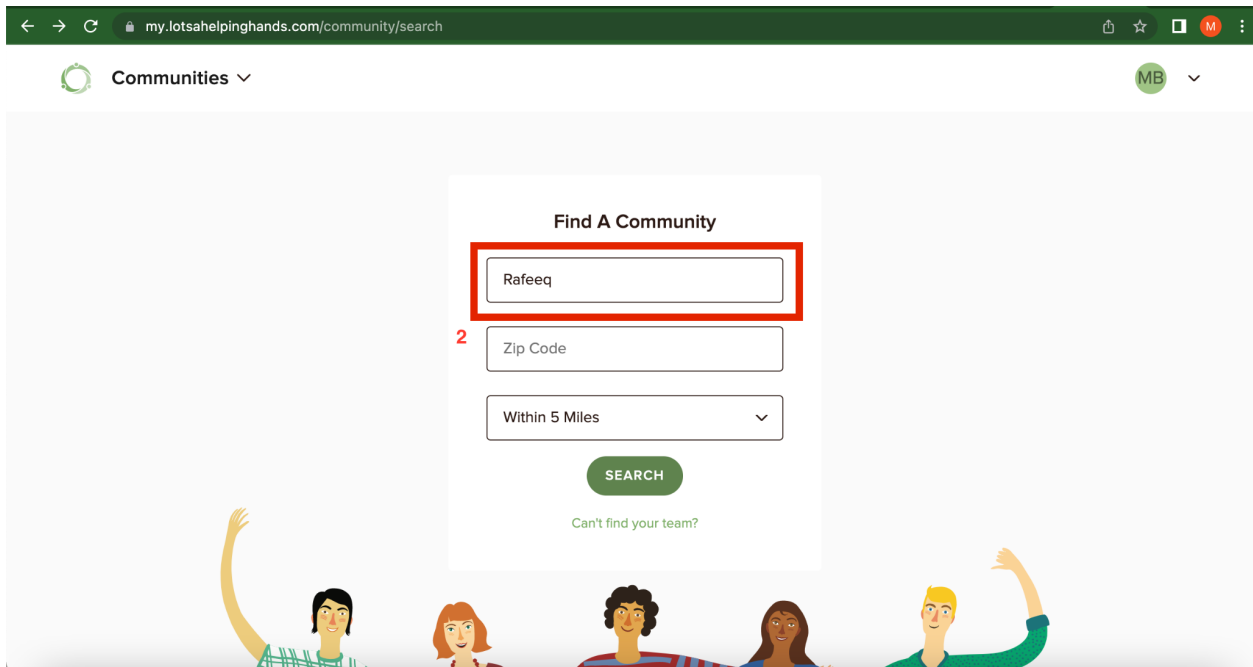 my.lotsahelpinghands.com/community/search
M
Communities
MB
Find A Community
Rafeeq
2
Zip Code
Within 5 Miles
SEARCH
Can't find your team?